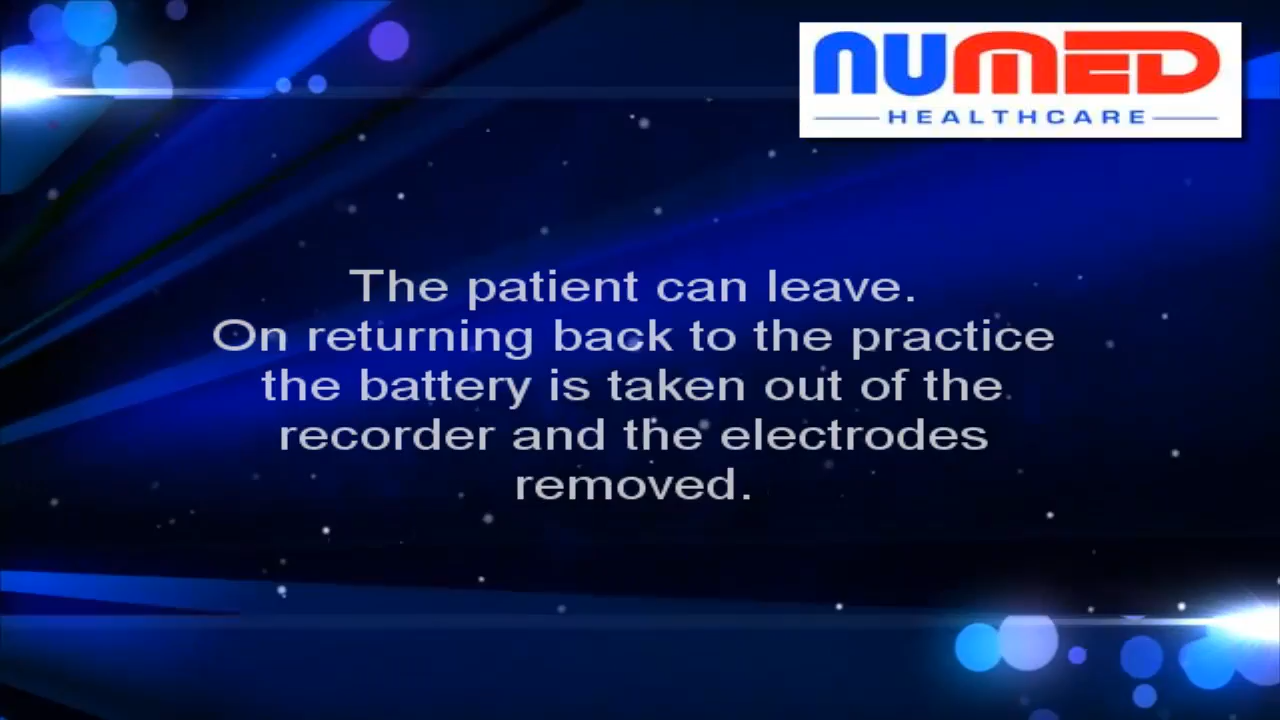 NUMED
HEALTHCARE
The patient can leave.
On returning back to the practice
the battery is taken out of the
recorder and the electrodes
removed.